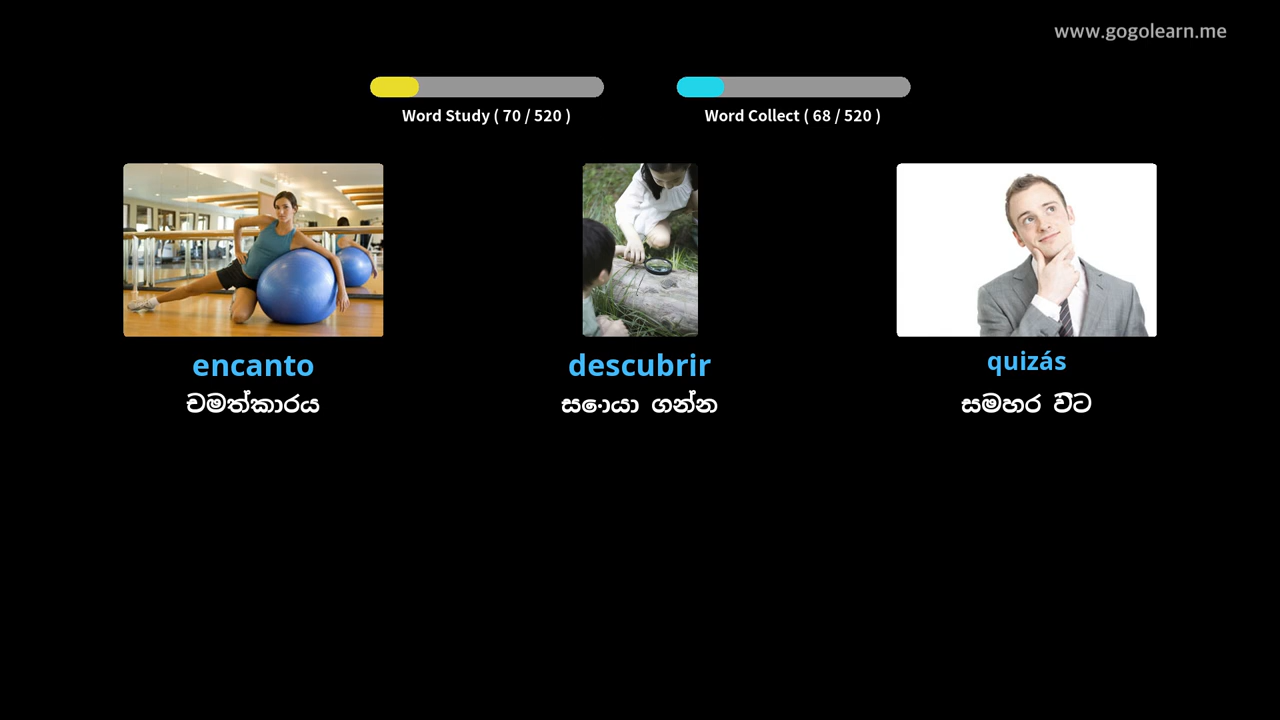 www.gogolearn.me
Word Study ( 70 / 520 )
Word Collect ( 68 / 520 )
encanto
descubrir
quizás
චමත්කාරය
සොයා ගන්න
සමහර විට